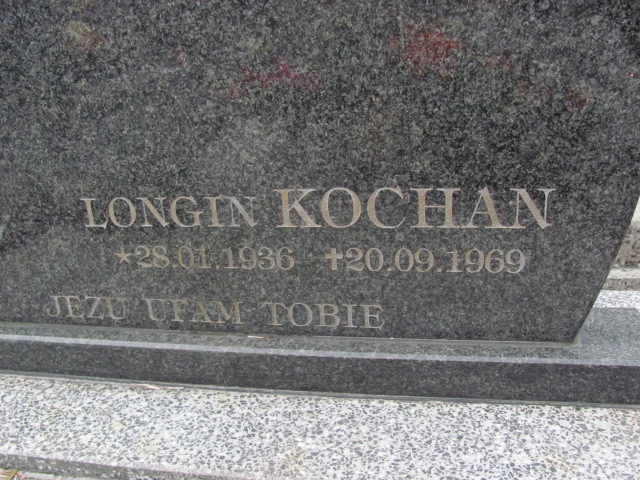 LONGIN KOCHAN
★28.01.1936 ✝20.09.1969
JEZU UFAM TOBIE